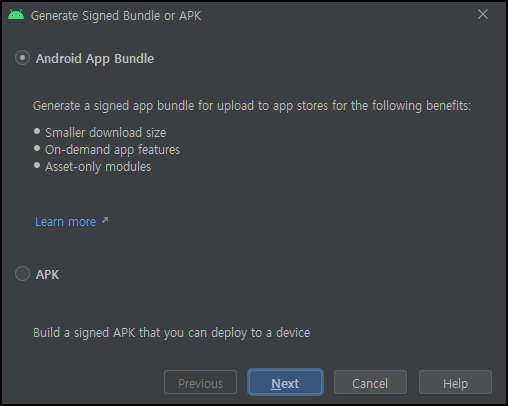 Generate Signed Bundle or APK
Android App Bundle
Generate a signed app bundle for upload to app stores for the following benefits:
• Smaller download size
• On-demand app features
• Asset-only modules
Learn more ↗
APK
Build a signed APK that you can deploy to a device
Previous Next Cancel Help